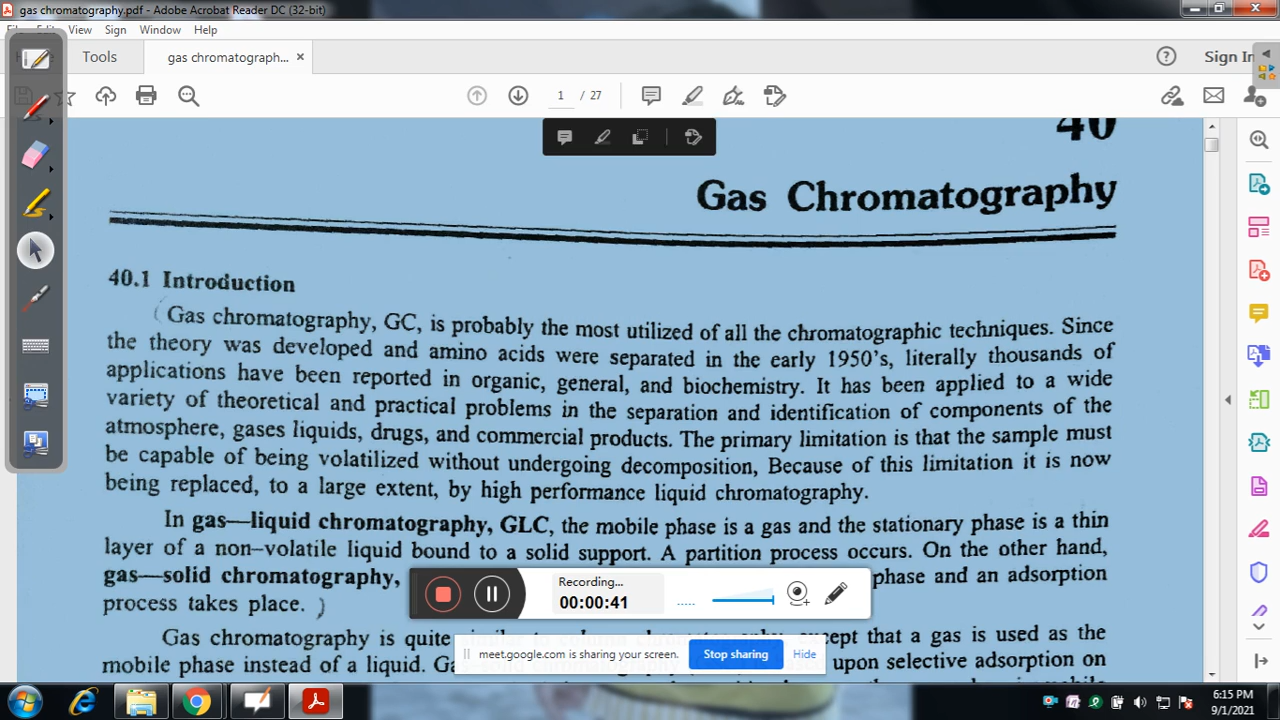 gas chromatography.pdf - Adobe Acrobat Reader DC (32-bit)
View Sign Window Help
Tools
gas chromatograph...
Sign In
1 / 27
40
Gas Chromatography
40.1 Introduction
Gas chromatography, GC, is probably the most utilized of all the chromatographic techniques. Since
the theory was developed and amino acids were separated in the early 1950's, literally thousands of
applications have been reported in organic, general, and biochemistry. It has been applied to a wide
variety of theoretical and practical problems in the separation and identification of components of the
atmosphere, gases liquids, drugs, and commercial products. The primary limitation is that the sample must
be capable of being volatilized without undergoing decomposition, Because of this limitation it is now
being replaced, to a large extent, by high performance liquid chromatography.
In gas—liquid chromatography, GLC, the mobile phase is a gas and the stationary phase is a thin
layer of a non-volatile liquid bound to a solid support. A partition process occurs. On the other hand,
gas—solid chromatography, phase and an adsorption
process takes place. )
Recording...
00:00:41
Gas chromatography is quite except that a gas is used as the
mobile phase instead of a liquid. upon selective adsorption on
meet.google.com is sharing your screen. Stop sharing Hide
6:15 PM
9/1/2021